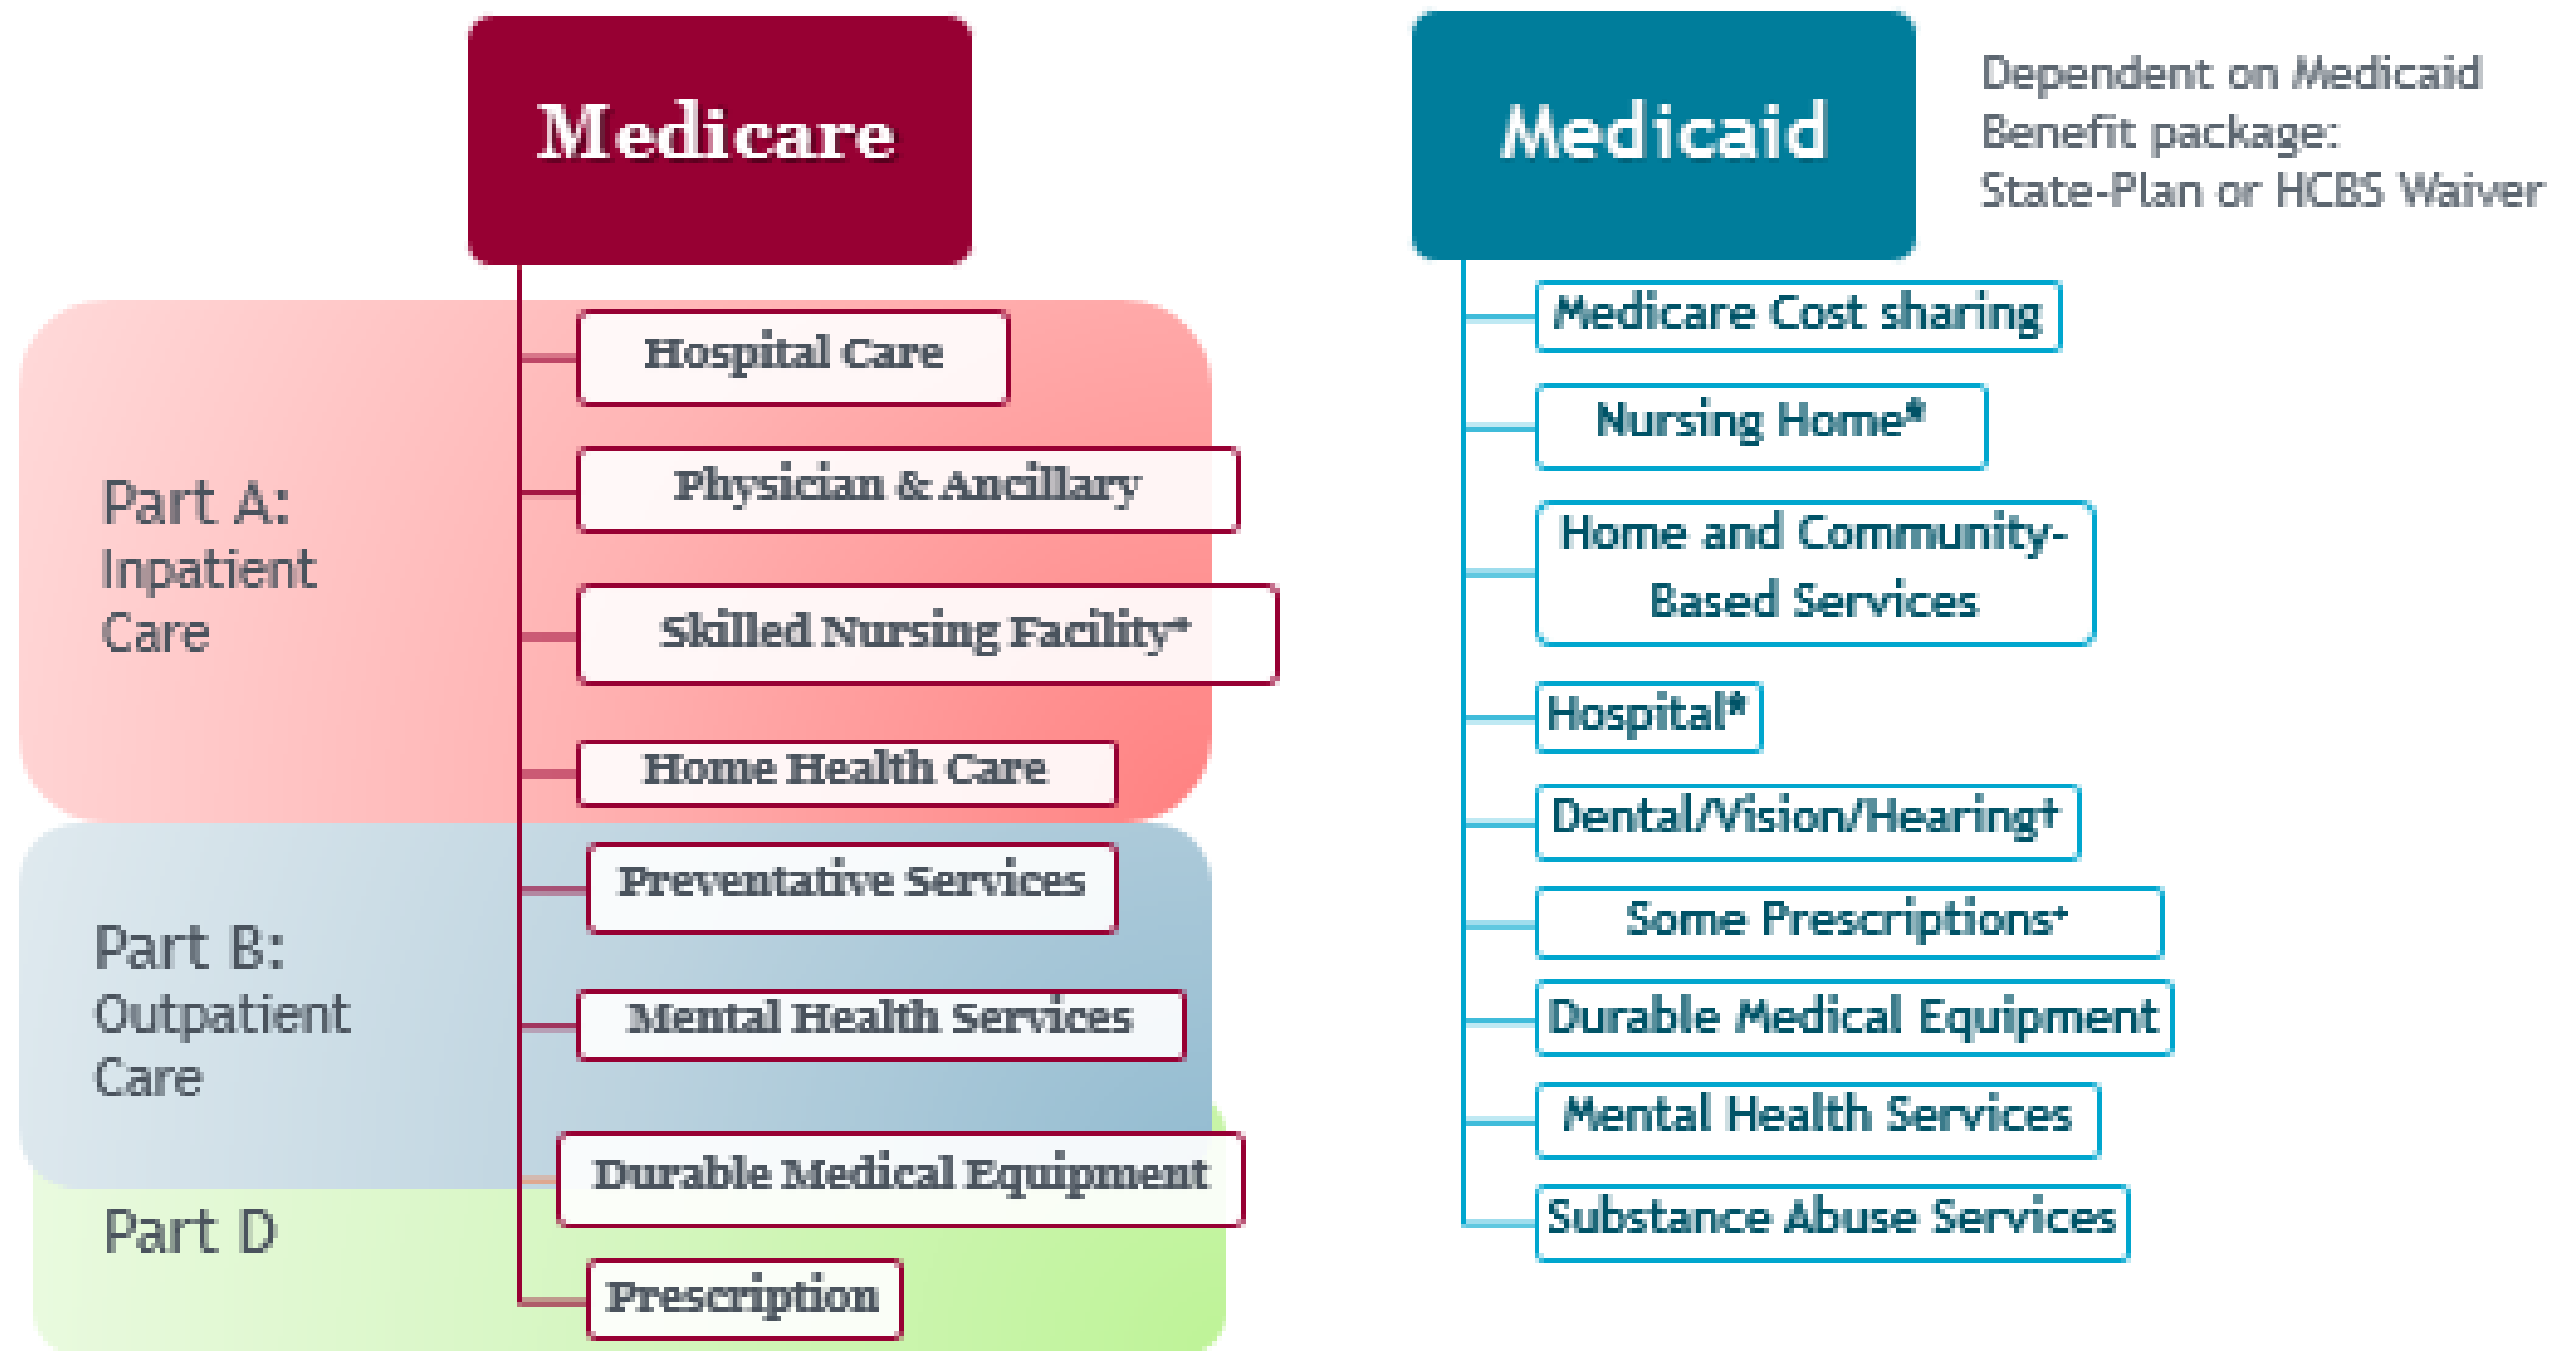 Medicare
Part A:
Inpatient
Care
Hospital Care
Physician & Ancillary
Skilled Nursing Facility+
Home Health Care
Part B:
Outpatient
Care
Preventative Services
Mental Health Services
Durable Medical Equipment
Part D
Prescription
Medicaid
Dependent on Medicaid
Benefit package:
State-Plan or HCBS Waiver
Medicare Cost sharing
Nursing Home*
Home and Community-
Based Services
Hospital*
Dental/Vision/Hearing†
Some Prescriptions+
Durable Medical Equipment
Mental Health Services
Substance Abuse Services